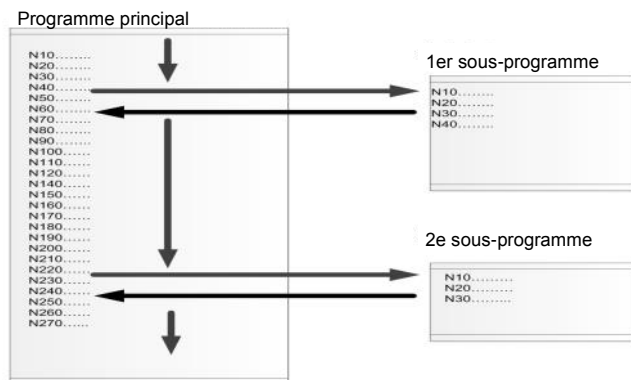 Programme principal
N10........
N20........
N30........
N40........
N50........
N60........
N70........
N80........
N90........
N100......
N110......
N120......
N140......
N150......
N160......
N170......
N180......
N190......
N200......
N210......
N220......
N230......
N240......
N250......
N260......
N270......
1er sous-programme
N10........
N20........
N30........
N40........
2e sous-programme
N10.........
N20.........
N30.........